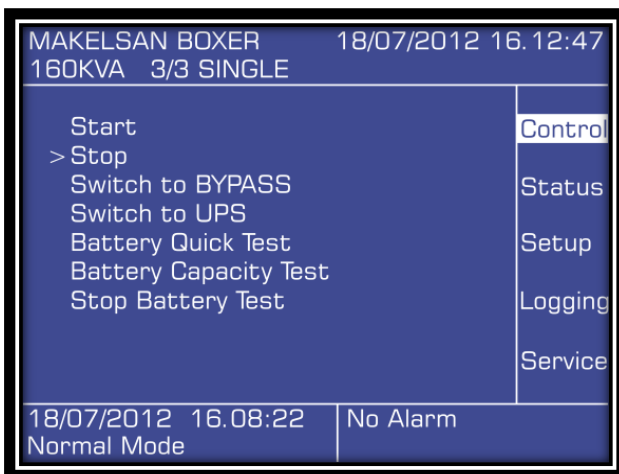 MAKELSAN BOXER 18/07/2012 16.12:47
160KVA 3/3 SINGLE
Start
>Stop
Switch to BYPASS
Switch to UPS
Battery Quick Test
Battery Capacity Test
Stop Battery Test
Control
Status
Setup
Logging
Service
18/07/2012 16.08:22
Normal Mode
No Alarm